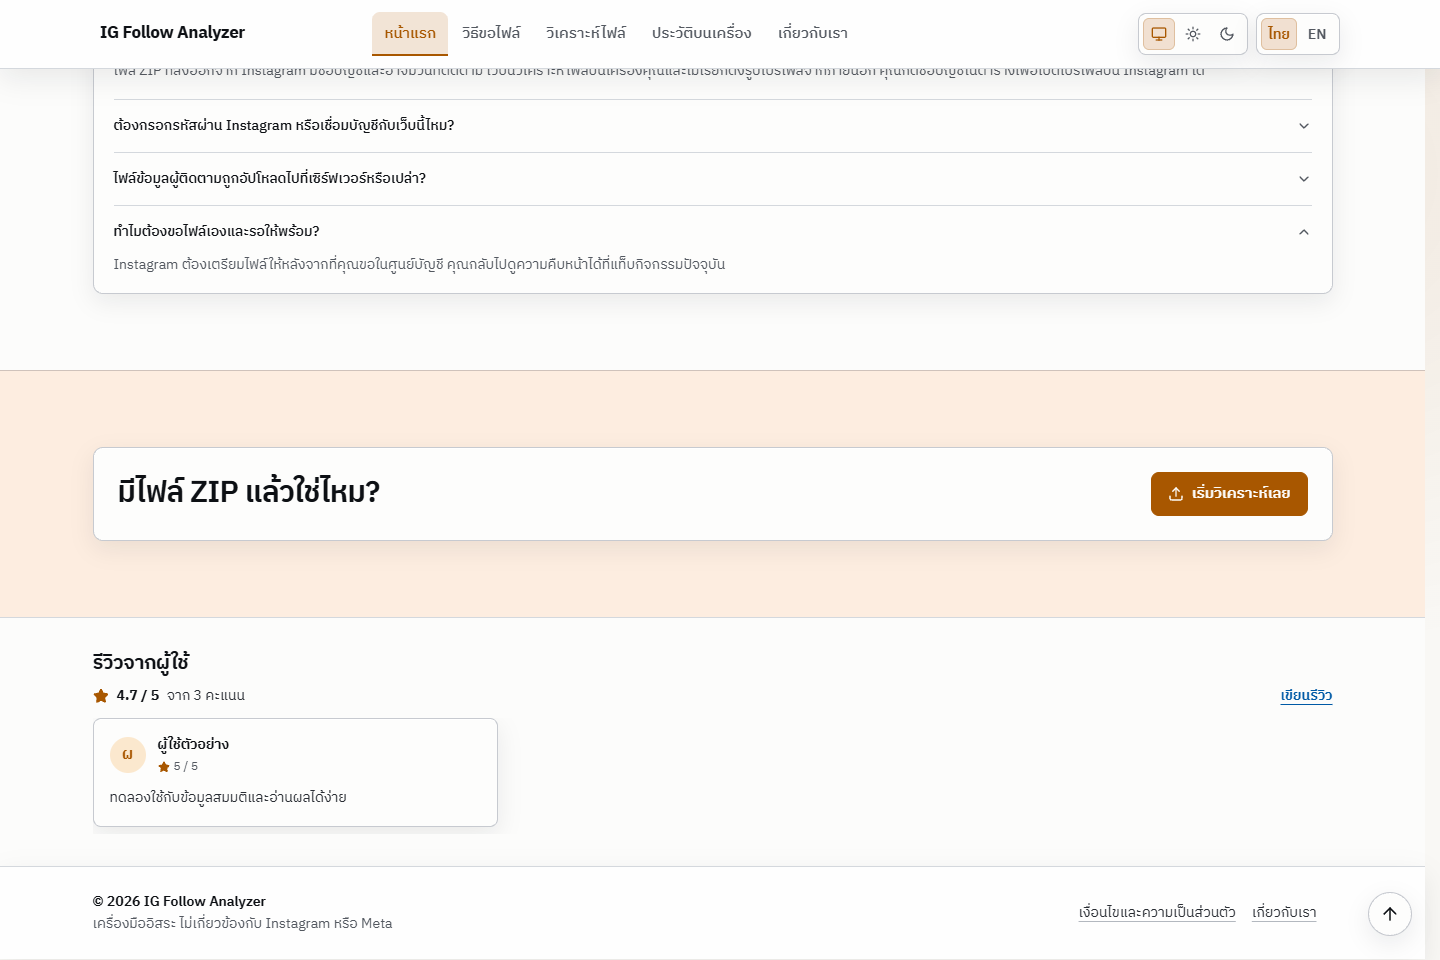 IG Follow Analyzer
หน้าแรก
วิธีขอไฟล์
วิเคราะห์ไฟล์
ประวัติบนเครื่อง
เกี่ยวกับเรา
ไทย
EN
ต้องกรอกรหัสผ่าน Instagram หรือเชื่อมบัญชีกับเว็บนี้ไหม?
ไฟล์ข้อมูลผู้ติดตามถูกอัปโหลดไปที่เซิร์ฟเวอร์หรือเปล่า?
ทำไมต้องขอไฟล์เองและรอให้พร้อม?
Instagram ต้องเตรียมไฟล์ให้หลังจากที่คุณขอในศูนย์บัญชี คุณกลับไปดูความคืบหน้าได้ที่แท็บกิจกรรมปัจจุบัน
มีไฟล์ ZIP แล้วใช่ไหม?
เริ่มวิเคราะห์เลย
รีวิวจากผู้ใช้
4.7 / 5 จาก 3 คะแนน
เขียนรีวิว
ผ
ผู้ใช้ตัวอย่าง
5 / 5
ทดลองใช้กับข้อมูลสมมติและอ่านผลได้ง่าย
© 2026 IG Follow Analyzer
เครื่องมืออิสระ ไม่เกี่ยวข้องกับ Instagram หรือ Meta
เงื่อนไขและความเป็นส่วนตัว
เกี่ยวกับเรา